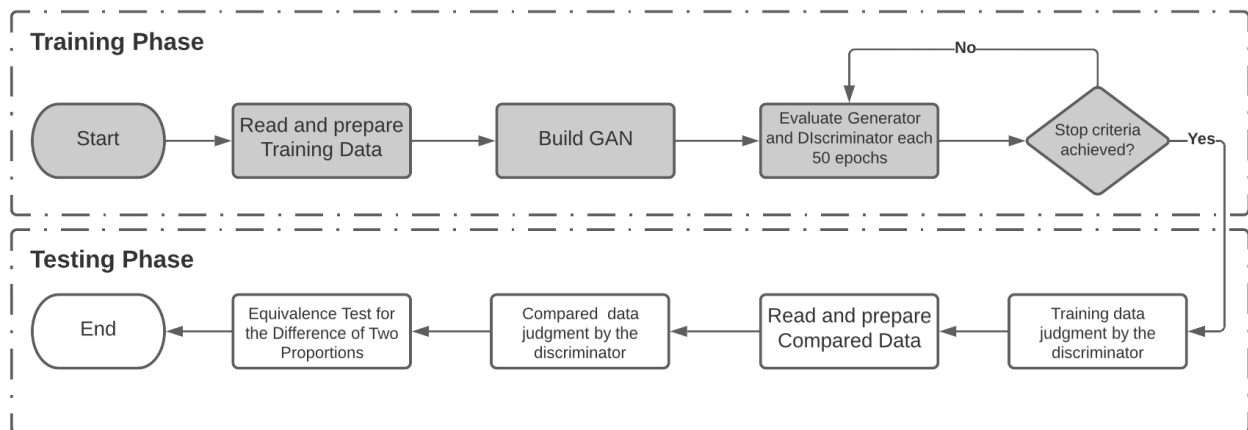 Training Phase
No
Start
Read and prepare
Training Data
Build GAN
Evaluate Generator
and DIscriminator each
50 epochs
Stop criteria
achieved?
Yes
Testing Phase
End
Equivalence Test for
the Difference of Two
Proportions
Compared data
judgment by the
discriminator
Read and prepare
Compared Data
Training data
judgment by the
discriminator